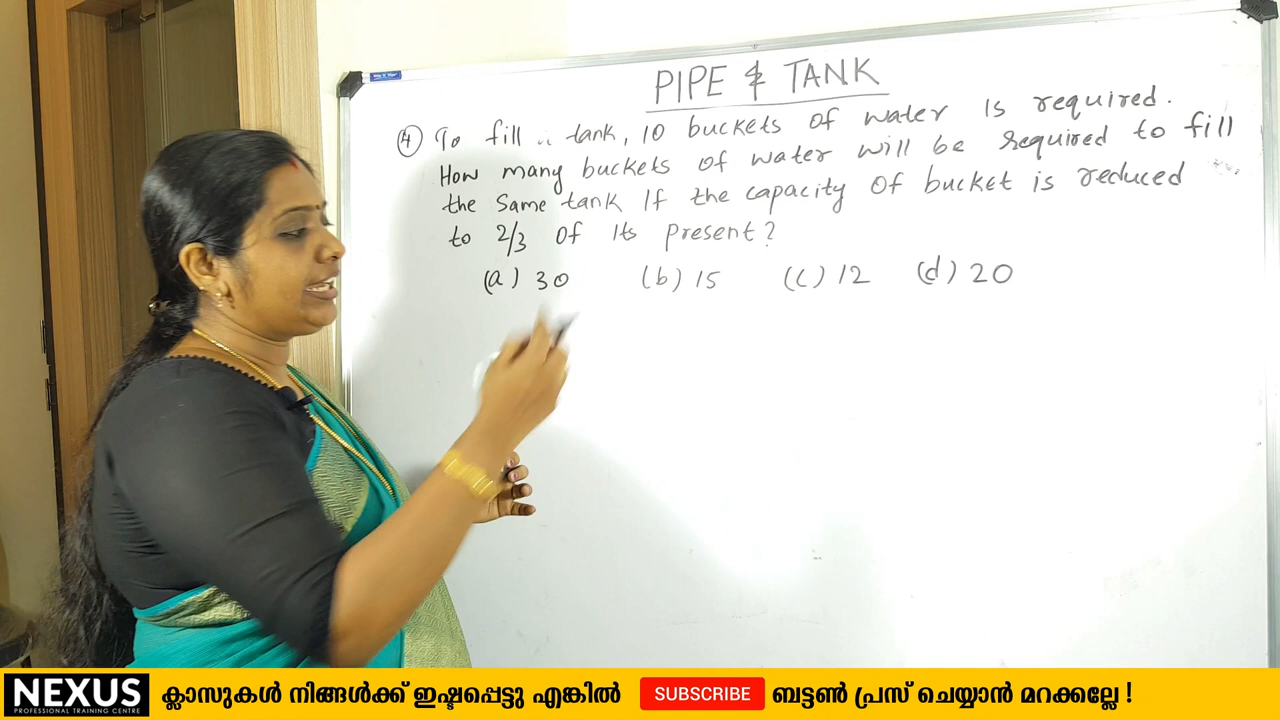 PIPE & TANK
④ To fill tank, 10 buckets of water is required.
How many buckets of water will be required to fill
the same tank If the capacity of bucket is reduced
to 2/3 of its present?
(a) 30 (b) 15 (c) 12 (d) 20
NEXUS
PROFESSIONAL TRAINING CENTRE
ക്ലാസുകൾ നിങ്ങൾക്ക് ഇഷ്ടപ്പെട്ടു എങ്കിൽ SUBSCRIBE ബട്ടൺ പ്രസ് ചെയ്യാൻ മറക്കല്ലേ !